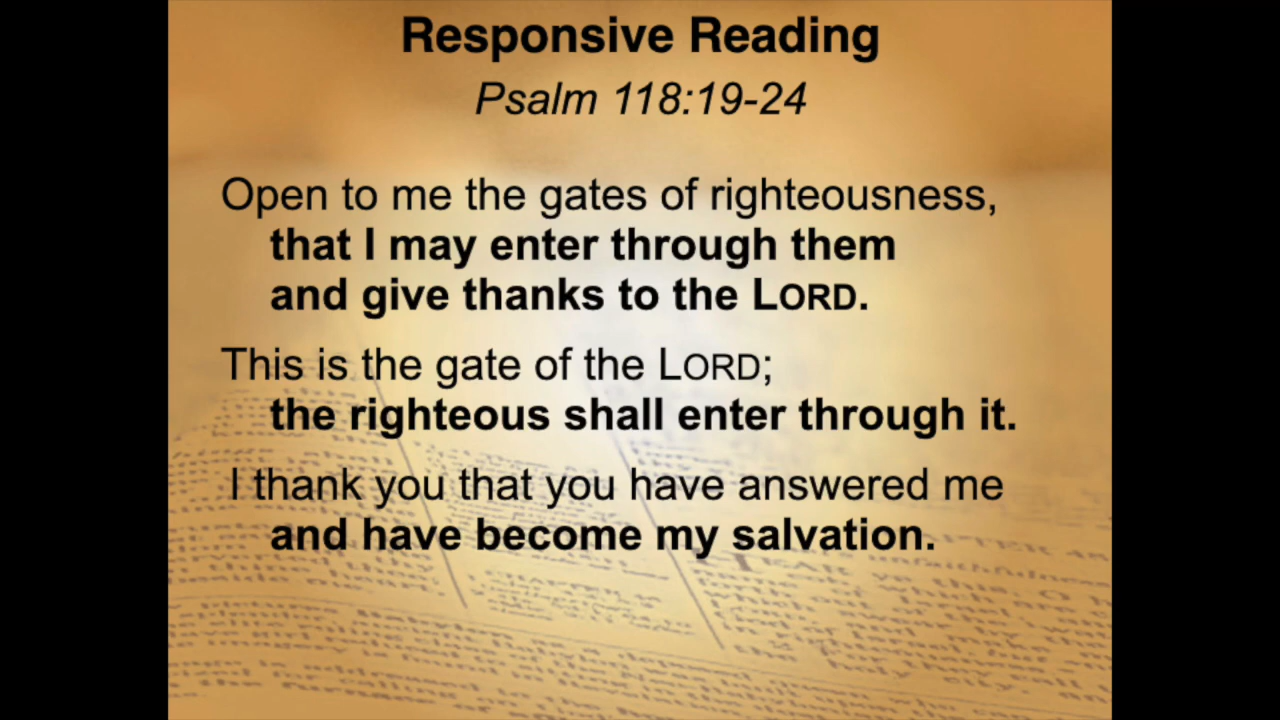 Responsive Reading
Psalm 118:19-24
Open to me the gates of righteousness,
that I may enter through them
and give thanks to the LORD.
This is the gate of the LORD;
the righteous shall enter through it.
I thank you that you have answered me
and have become my salvation.